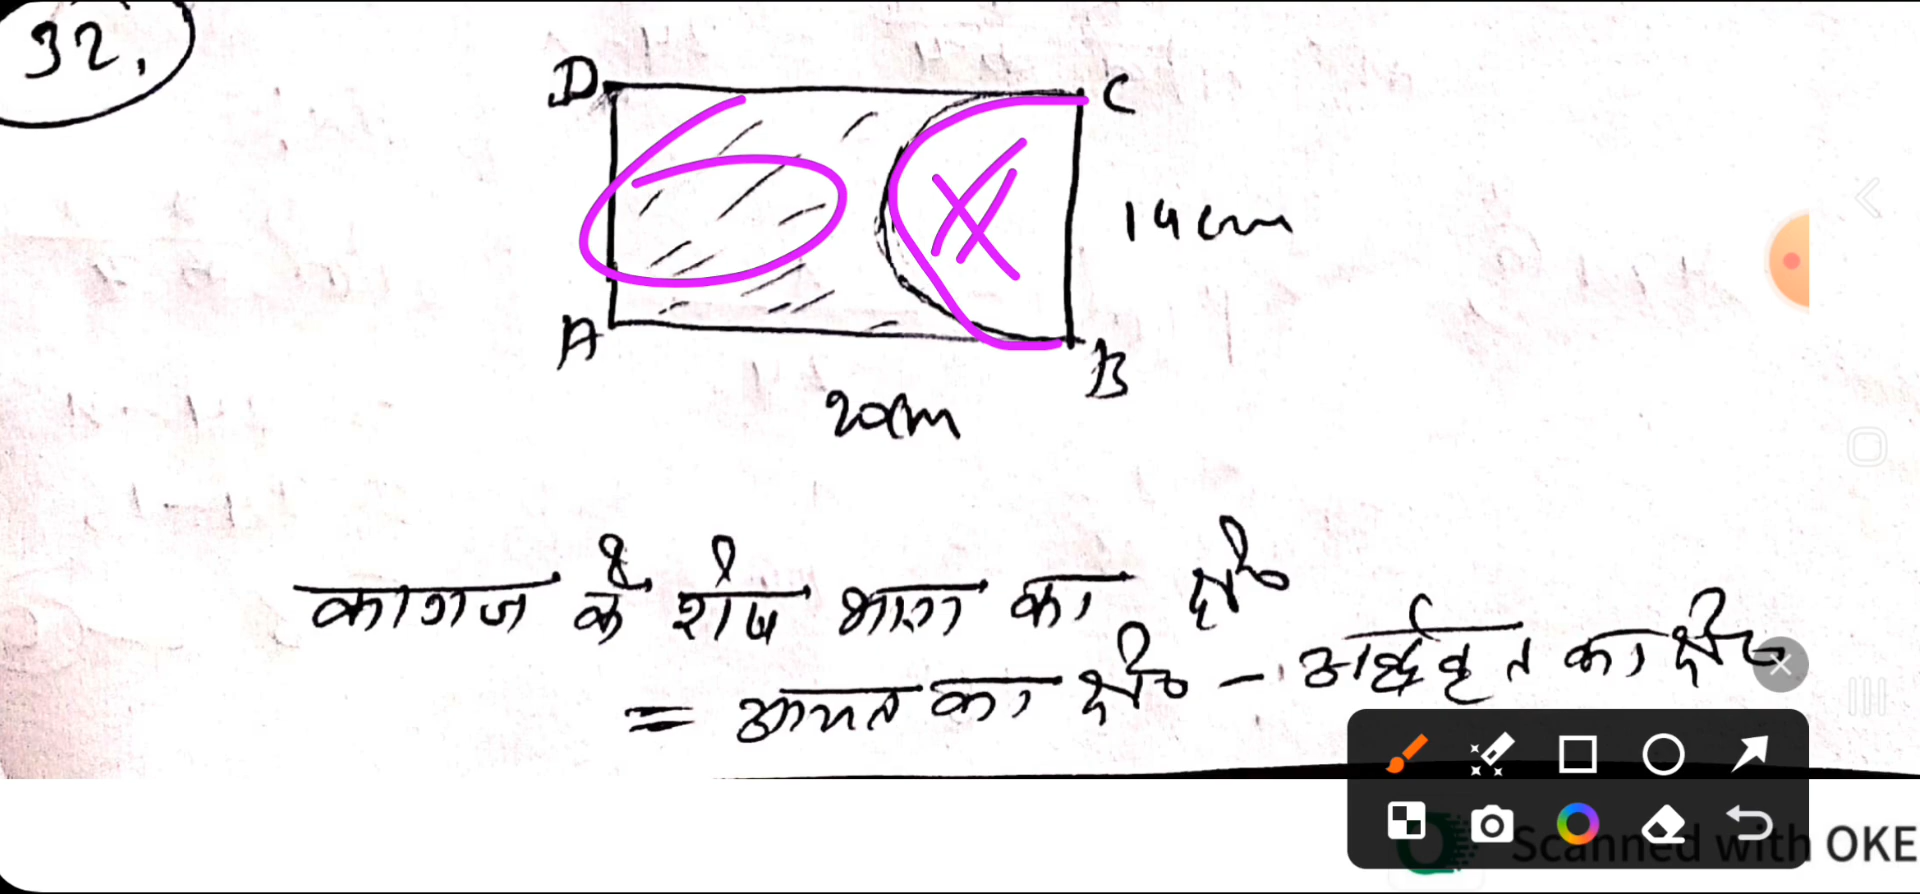 32.
D
C
14cm
A
B
20cm
कागज के शेष भाग का क्षे०
= आयत का क्षे० - अर्द्धवृत का क्षे०
Scanned with OKE